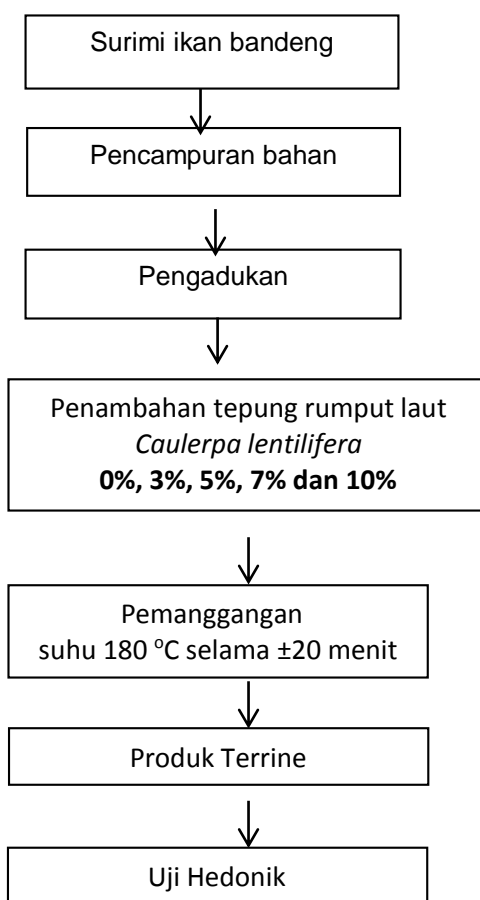 Surimi ikan bandeng
Pencampuran bahan
Pengadukan
Penambahan tepung rumput laut
Caulerpa lentilifera
0%, 3%, 5%, 7% dan 10%
Pemanggangan
suhu 180 °C selama ±20 menit
Produk Terrine
Uji Hedonik